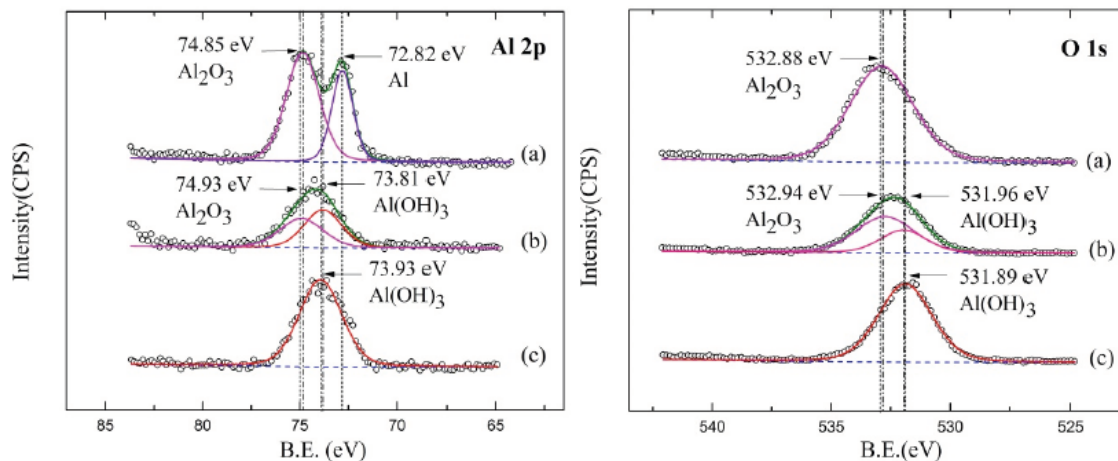 Al 2p
74.85 eV
Al2O3
72.82 eV
Al
(a)
74.93 eV
Al2O3
73.81 eV
Al(OH)3
(b)
73.93 eV
Al(OH)3
(c)
Intensity(CPS)
85 80 75 70 65
B.E. (eV)
O 1s
532.88 eV
Al2O3
(a)
532.94 eV
Al2O3
531.96 eV
Al(OH)3
(b)
531.89 eV
Al(OH)3
(c)
Intensity(CPS)
540 535 530 525
B.E. (eV)